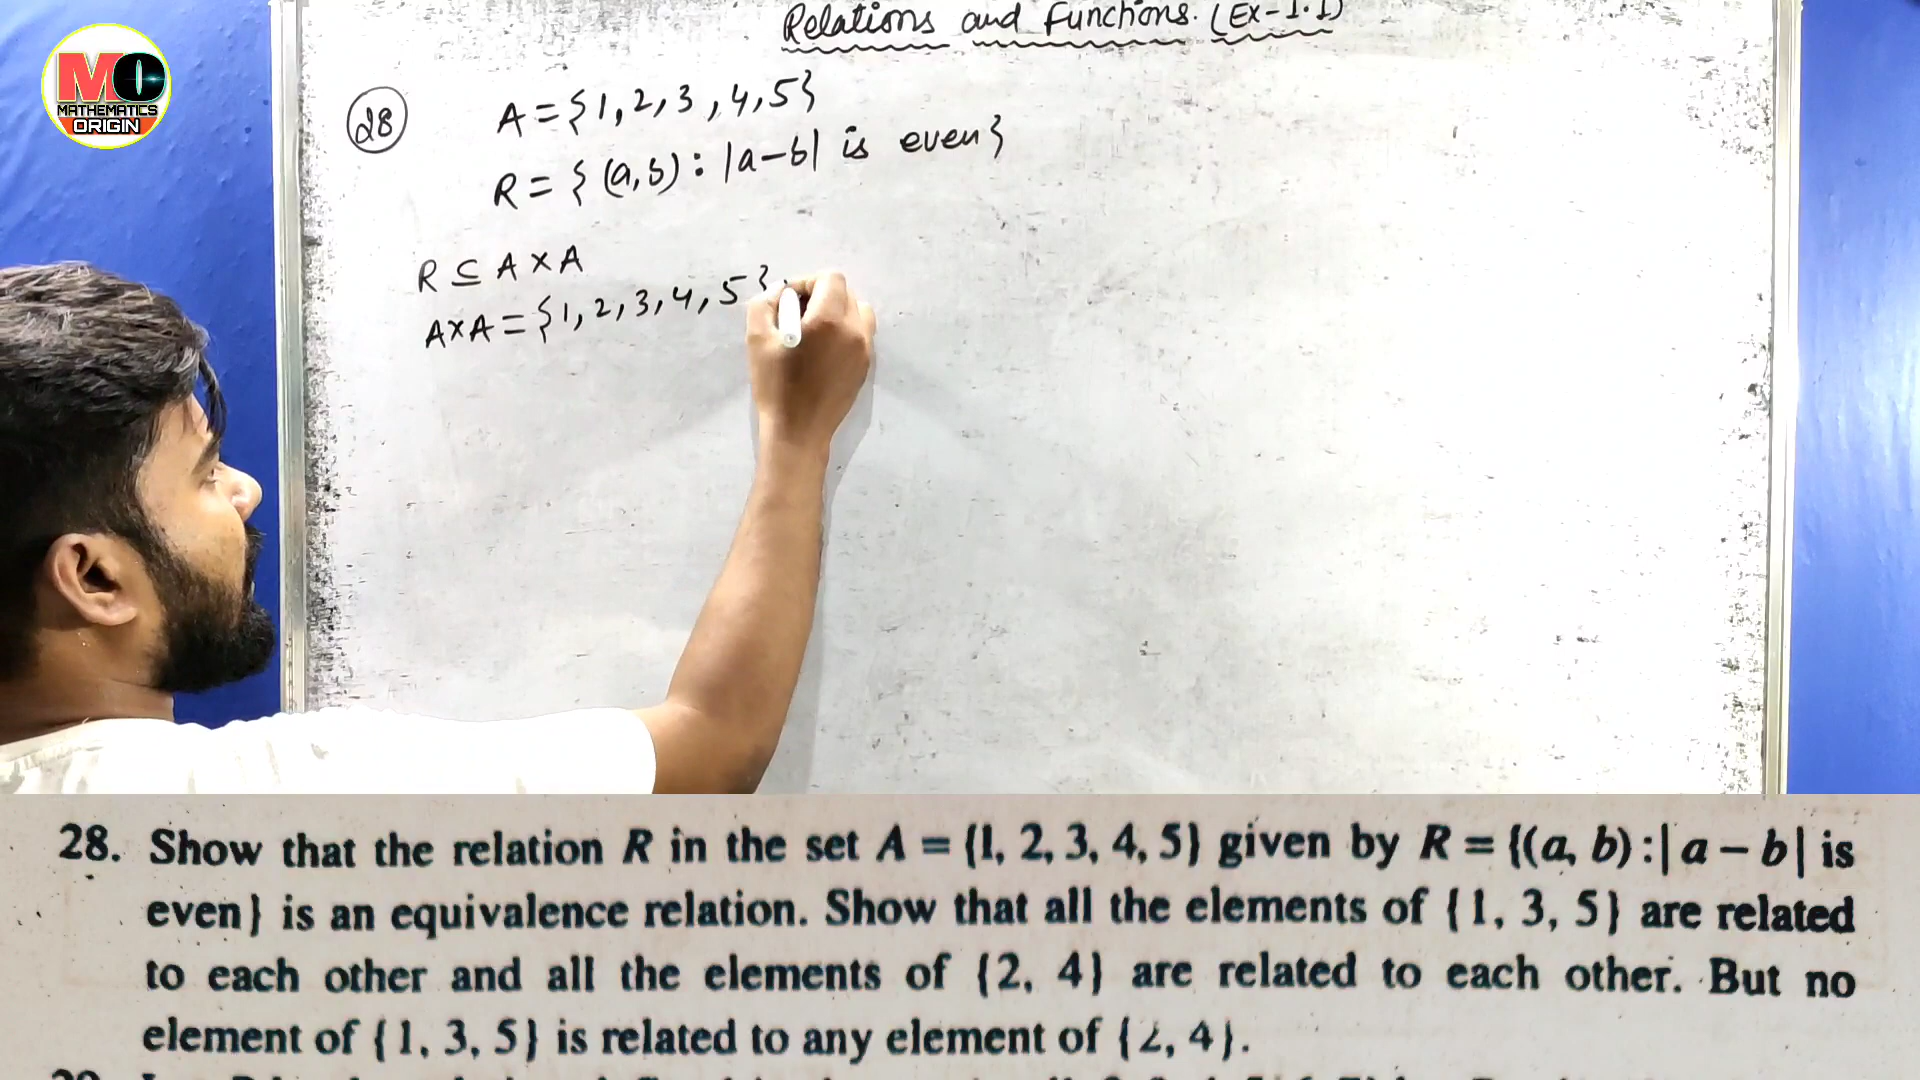 MO
MATHEMATICS
ORIGIN
Relations and Functions. (Ex-1.1)
28
A = {1, 2, 3, 4, 5}
R = {(a, b) : |a - b| is even}
R ⊆ A × A
A×A = {1, 2, 3, 4, 5}
28. Show that the relation R in the set A = {1, 2, 3, 4, 5} given by R = {(a, b) : | a – b | is
even} is an equivalence relation. Show that all the elements of {1, 3, 5} are related
to each other and all the elements of {2, 4} are related to each other. But no
element of {1, 3, 5} is related to any element of {2, 4}.